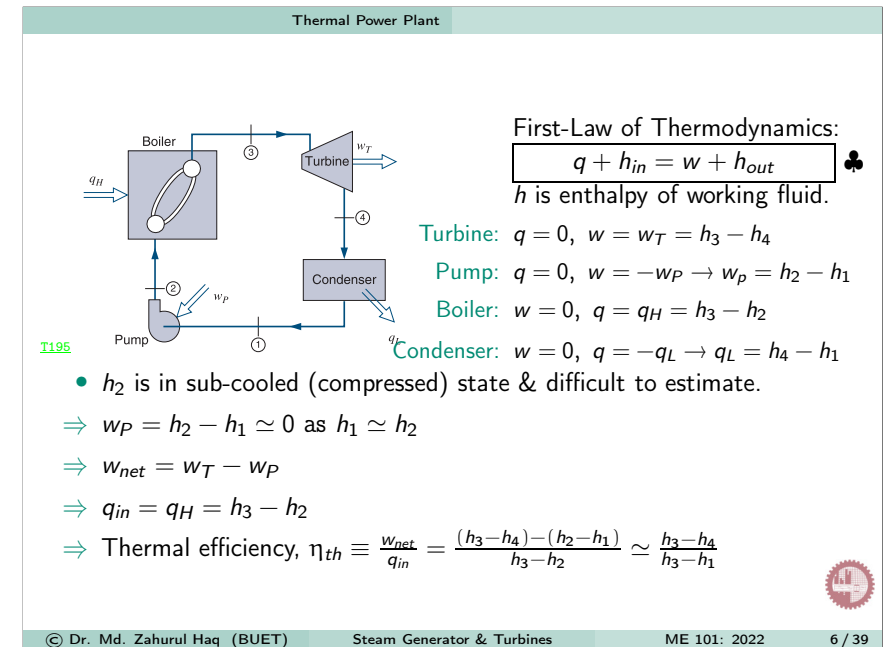 Thermal Power Plant
Boiler
q_H
3
Turbine
w_T
4
Condenser
2
w_P
Pump
1
q_L
T195
First-Law of Thermodynamics:
q + h_in = w + h_out ♣
h is enthalpy of working fluid.
Turbine: q = 0, w = w_T = h_3 − h_4
Pump: q = 0, w = −w_P → w_p = h_2 − h_1
Boiler: w = 0, q = q_H = h_3 − h_2
Condenser: w = 0, q = −q_L → q_L = h_4 − h_1
• h_2 is in sub-cooled (compressed) state & difficult to estimate.
⇒ w_P = h_2 − h_1 ≃ 0 as h_1 ≃ h_2
⇒ w_net = w_T − w_P
⇒ q_in = q_H = h_3 − h_2
⇒ Thermal efficiency, η_th ≡ w_net/q_in = (h_3−h_4)−(h_2−h_1)/h_3−h_2 ≃ h_3−h_4/h_3−h_1
© Dr. Md. Zahurul Haq (BUET) Steam Generator & Turbines ME 101: 2022 6 / 39